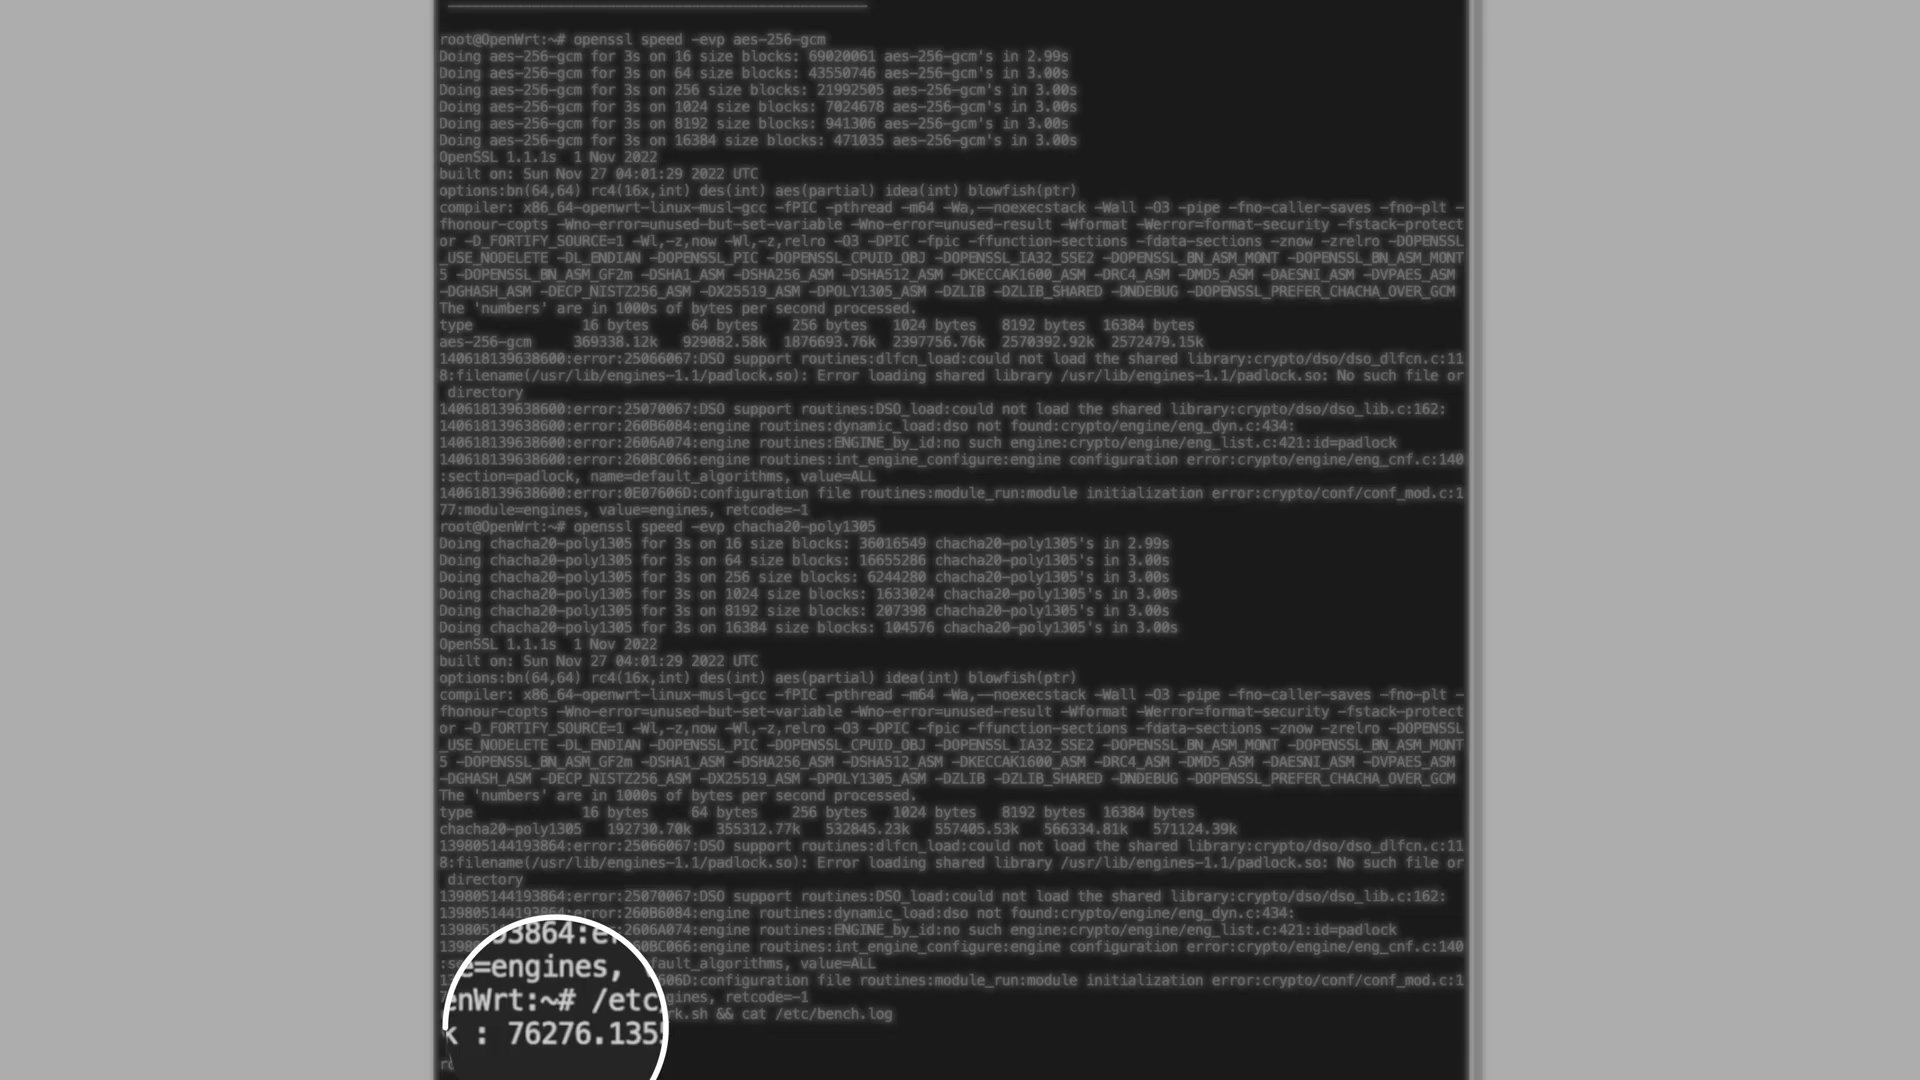 root@OpenWrt:~# openssl speed -evp aes-256-gcm
Doing aes-256-gcm for 3s on 16 size blocks: 69020061 aes-256-gcm's in 2.99s
Doing aes-256-gcm for 3s on 64 size blocks: 43550746 aes-256-gcm's in 3.00s
Doing aes-256-gcm for 3s on 256 size blocks: 21992505 aes-256-gcm's in 3.00s
Doing aes-256-gcm for 3s on 1024 size blocks: 7024678 aes-256-gcm's in 3.00s
Doing aes-256-gcm for 3s on 8192 size blocks: 941306 aes-256-gcm's in 3.00s
Doing aes-256-gcm for 3s on 16384 size blocks: 471035 aes-256-gcm's in 3.00s
OpenSSL 1.1.1s  1 Nov 2022
built on: Sun Nov 27 04:01:29 2022 UTC
options:bn(64,64) rc4(16x,int) des(int) aes(partial) idea(int) blowfish(ptr)
compiler: x86_64-openwrt-linux-musl-gcc -fPIC -pthread -m64 -Wa,--noexecstack -Wall -O3 -pipe -fno-caller-saves -fno-plt -
fhonour-copts -Wno-error=unused-but-set-variable -Wno-error=unused-result -Wformat -Werror=format-security -fstack-protect
or -D_FORTIFY_SOURCE=1 -Wl,-z,now -Wl,-z,relro -O3 -DPIC -fpic -ffunction-sections -fdata-sections -znow -zrelro -DOPENSSL
_USE_NODELETE -DL_ENDIAN -DOPENSSL_PIC -DOPENSSL_CPUID_OBJ -DOPENSSL_IA32_SSE2 -DOPENSSL_BN_ASM_MONT -DOPENSSL_BN_ASM_MONT
5 -DOPENSSL_BN_ASM_GF2m -DSHA1_ASM -DSHA256_ASM -DSHA512_ASM -DKECCAK1600_ASM -DRC4_ASM -DMD5_ASM -DAESNI_ASM -DVPAES_ASM
-DGHASH_ASM -DECP_NISTZ256_ASM -DX25519_ASM -DPOLY1305_ASM -DZLIB -DZLIB_SHARED -DNDEBUG -DOPENSSL_PREFER_CHACHA_OVER_GCM
The 'numbers' are in 1000s of bytes per second processed.
type             16 bytes     64 bytes    256 bytes   1024 bytes   8192 bytes  16384 bytes
aes-256-gcm     369338.12k   929082.58k  1876693.76k  2397756.76k  2570392.92k  2572479.15k
140618139638600:error:25066067:DSO support routines:dlfcn_load:could not load the shared library:crypto/dso/dso_dlfcn.c:11
8:filename(/usr/lib/engines-1.1/padlock.so): Error loading shared library /usr/lib/engines-1.1/padlock.so: No such file or
directory
140618139638600:error:25070067:DSO support routines:DSO_load:could not load the shared library:crypto/dso/dso_lib.c:162:
140618139638600:error:260B6084:engine routines:dynamic_load:dso not found:crypto/engine/eng_dyn.c:434:
140618139638600:error:2606A074:engine routines:ENGINE_by_id:no such engine:crypto/engine/eng_list.c:421:id=padlock
140618139638600:error:260BC066:engine routines:int_engine_configure:engine configuration error:crypto/engine/eng_cnf.c:140
:section=padlock, name=default_algorithms, value=ALL
140618139638600:error:0E07606D:configuration file routines:module_run:module initialization error:crypto/conf/conf_mod.c:1
77:module=engines, value=engines, retcode=-1
root@OpenWrt:~# openssl speed -evp chacha20-poly1305
Doing chacha20-poly1305 for 3s on 16 size blocks: 36016549 chacha20-poly1305's in 2.99s
Doing chacha20-poly1305 for 3s on 64 size blocks: 16655286 chacha20-poly1305's in 3.00s
Doing chacha20-poly1305 for 3s on 256 size blocks: 6244280 chacha20-poly1305's in 3.00s
Doing chacha20-poly1305 for 3s on 1024 size blocks: 1633024 chacha20-poly1305's in 3.00s
Doing chacha20-poly1305 for 3s on 8192 size blocks: 207398 chacha20-poly1305's in 3.00s
Doing chacha20-poly1305 for 3s on 16384 size blocks: 104576 chacha20-poly1305's in 3.00s
OpenSSL 1.1.1s  1 Nov 2022
built on: Sun Nov 27 04:01:29 2022 UTC
options:bn(64,64) rc4(16x,int) des(int) aes(partial) idea(int) blowfish(ptr)
compiler: x86_64-openwrt-linux-musl-gcc -fPIC -pthread -m64 -Wa,--noexecstack -Wall -O3 -pipe -fno-caller-saves -fno-plt -
fhonour-copts -Wno-error=unused-but-set-variable -Wno-error=unused-result -Wformat -Werror=format-security -fstack-protect
or -D_FORTIFY_SOURCE=1 -Wl,-z,now -Wl,-z,relro -O3 -DPIC -fpic -ffunction-sections -fdata-sections -znow -zrelro -DOPENSSL
_USE_NODELETE -DL_ENDIAN -DOPENSSL_PIC -DOPENSSL_CPUID_OBJ -DOPENSSL_IA32_SSE2 -DOPENSSL_BN_ASM_MONT -DOPENSSL_BN_ASM_MONT
5 -DOPENSSL_BN_ASM_GF2m -DSHA1_ASM -DSHA256_ASM -DSHA512_ASM -DKECCAK1600_ASM -DRC4_ASM -DMD5_ASM -DAESNI_ASM -DVPAES_ASM
-DGHASH_ASM -DECP_NISTZ256_ASM -DX25519_ASM -DPOLY1305_ASM -DZLIB -DZLIB_SHARED -DNDEBUG -DOPENSSL_PREFER_CHACHA_OVER_GCM
The 'numbers' are in 1000s of bytes per second processed.
type             16 bytes     64 bytes    256 bytes   1024 bytes   8192 bytes  16384 bytes
chacha20-poly1305   192730.70k   355312.77k   532845.23k   557405.53k   566334.81k   571124.39k
139805144193864:error:25066067:DSO support routines:dlfcn_load:could not load the shared library:crypto/dso/dso_dlfcn.c:11
8:filename(/usr/lib/engines-1.1/padlock.so): Error loading shared library /usr/lib/engines-1.1/padlock.so: No such file or
directory
139805144193864:error:25070067:DSO support routines:DSO_load:could not load the shared library:crypto/dso/dso_lib.c:162:
139805144193864:error:260B6084:engine routines:dynamic_load:dso not found:crypto/engine/eng_dyn.c:434:
13980 6A074:engine routines:ENGINE_by_id:no such engine:crypto/engine/eng_list.c:421:id=padlock
1398 0BC066:engine routines:int_engine_configure:engine configuration error:crypto/engine/eng_cnf.c:140
fault_algorithms, value=ALL
606D:configuration file routines:module_run:module initialization error:crypto/conf/conf_mod.c:1
gines, retcode=-1
rk.sh && cat /etc/bench.log
03864:er
e=engines,
enWrt:~# /etc/
k : 76276.135